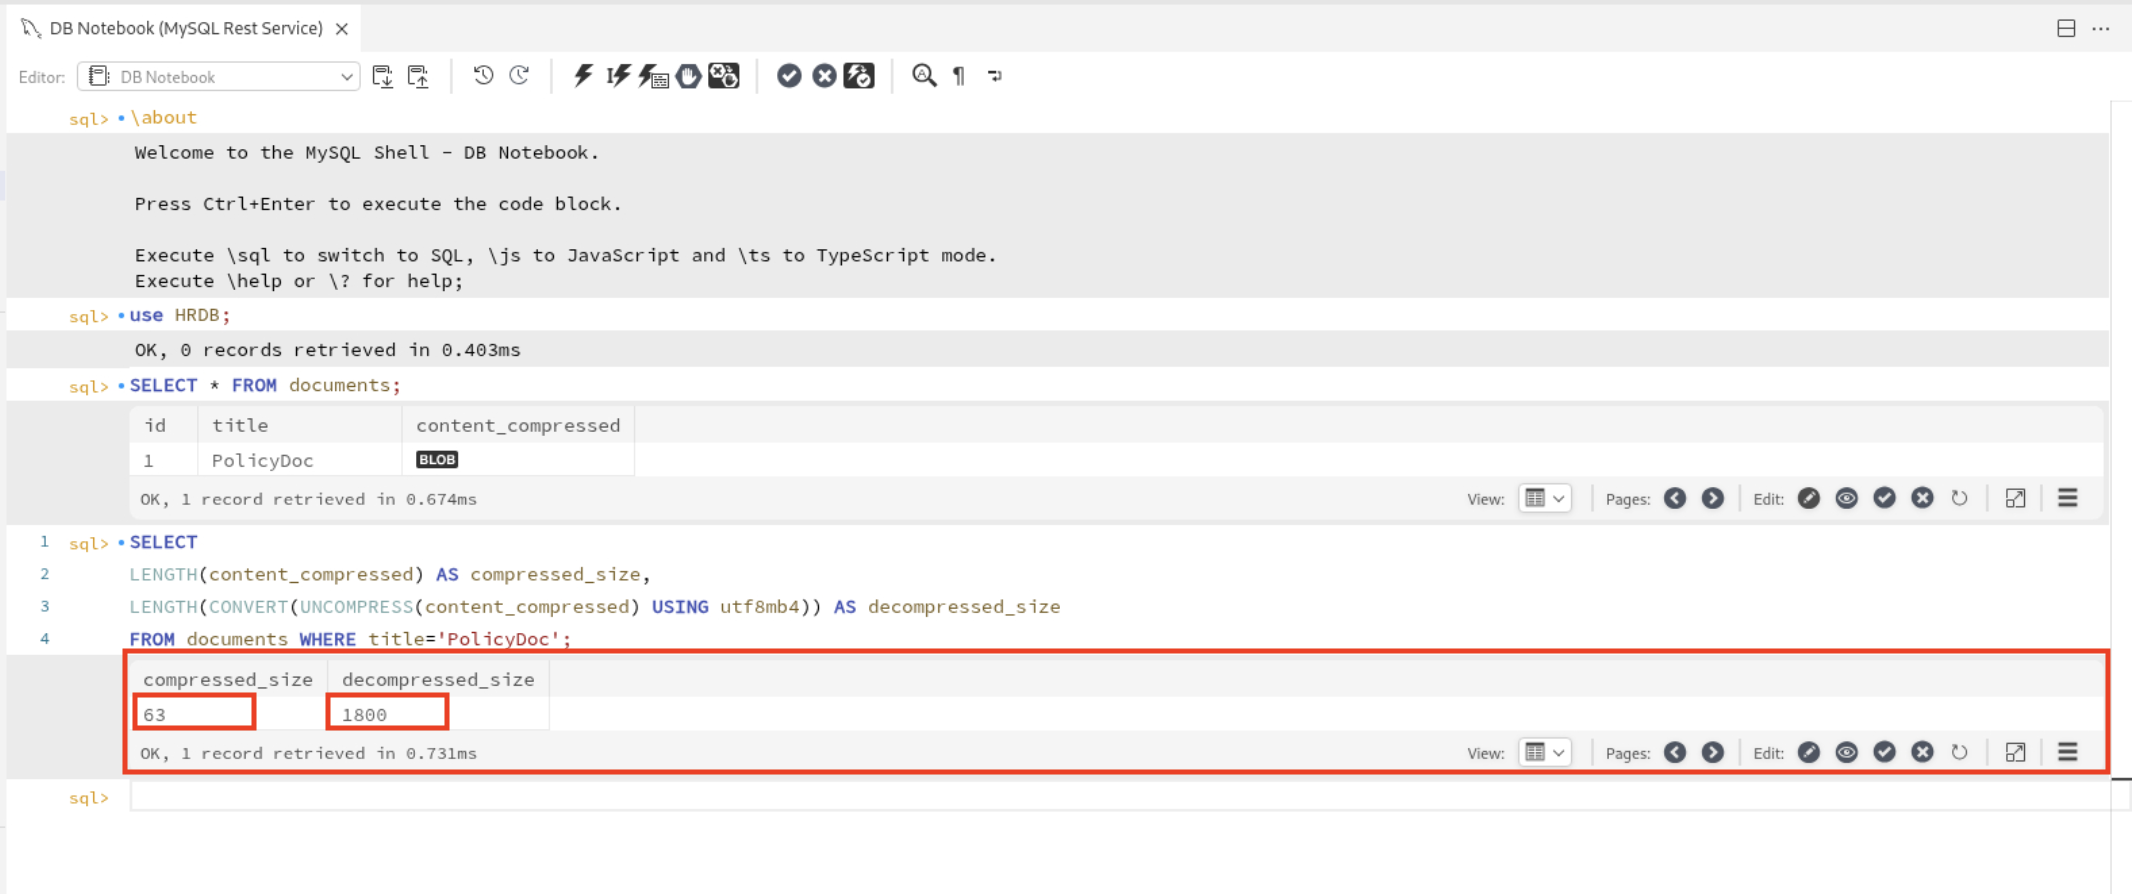 DB Notebook (MySQL Rest Service)
Editor: DB Notebook
sql> \about
Welcome to the MySQL Shell - DB Notebook.
Press Ctrl+Enter to execute the code block.
Execute \sql to switch to SQL, \js to JavaScript and \ts to TypeScript mode.
Execute \help or \? for help;
sql> use HRDB;
OK, 0 records retrieved in 0.403ms
sql> SELECT * FROM documents;
id title content_compressed
1 PolicyDoc BLOB
OK, 1 record retrieved in 0.674ms View: Pages: Edit:
1 sql> SELECT
2 LENGTH(content_compressed) AS compressed_size,
3 LENGTH(CONVERT(UNCOMPRESS(content_compressed) USING utf8mb4)) AS decompressed_size
4 FROM documents WHERE title='PolicyDoc';
compressed_size decompressed_size
63 1800
OK, 1 record retrieved in 0.731ms View: Pages: Edit:
sql>